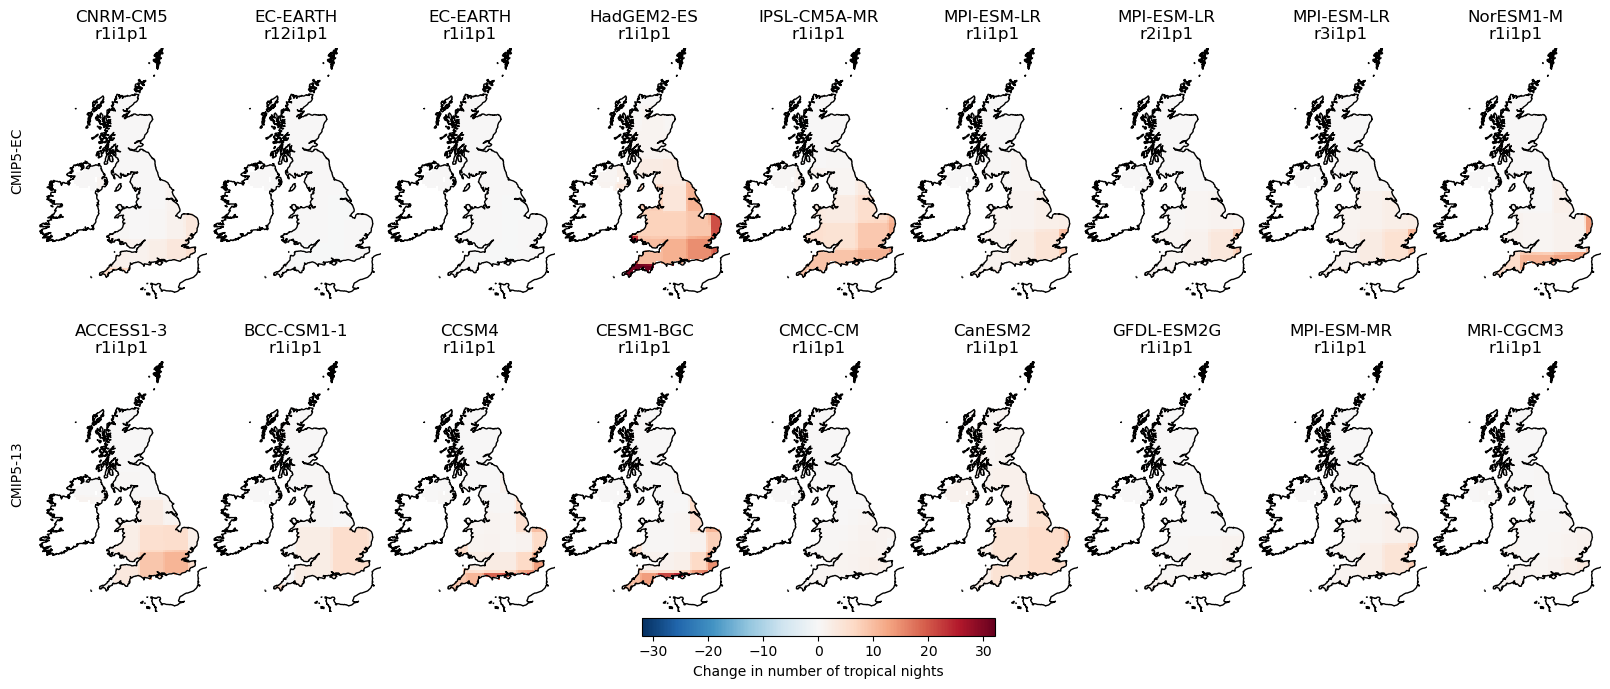 CNRM-CM5 EC-EARTH EC-EARTH HadGEM2-ES IPSL-CM5A-MR MPI-ESM-LR MPI-ESM-LR MPI-ESM-LR NorESM1-M
r1i1p1 r12i1p1 r1i1p1 r1i1p1 r1i1p1 r1i1p1 r2i1p1 r3i1p1 r1i1p1
CMIP5-EC
ACCESS1-3 BCC-CSM1-1 CCSM4 CESM1-BGC CMCC-CM CanESM2 GFDL-ESM2G MPI-ESM-MR MRI-CGCM3
r1i1p1 r1i1p1 r1i1p1 r1i1p1 r1i1p1 r1i1p1 r1i1p1 r1i1p1 r1i1p1
CMIP5-13
−30 −20 −10 0 10 20 30
Change in number of tropical nights